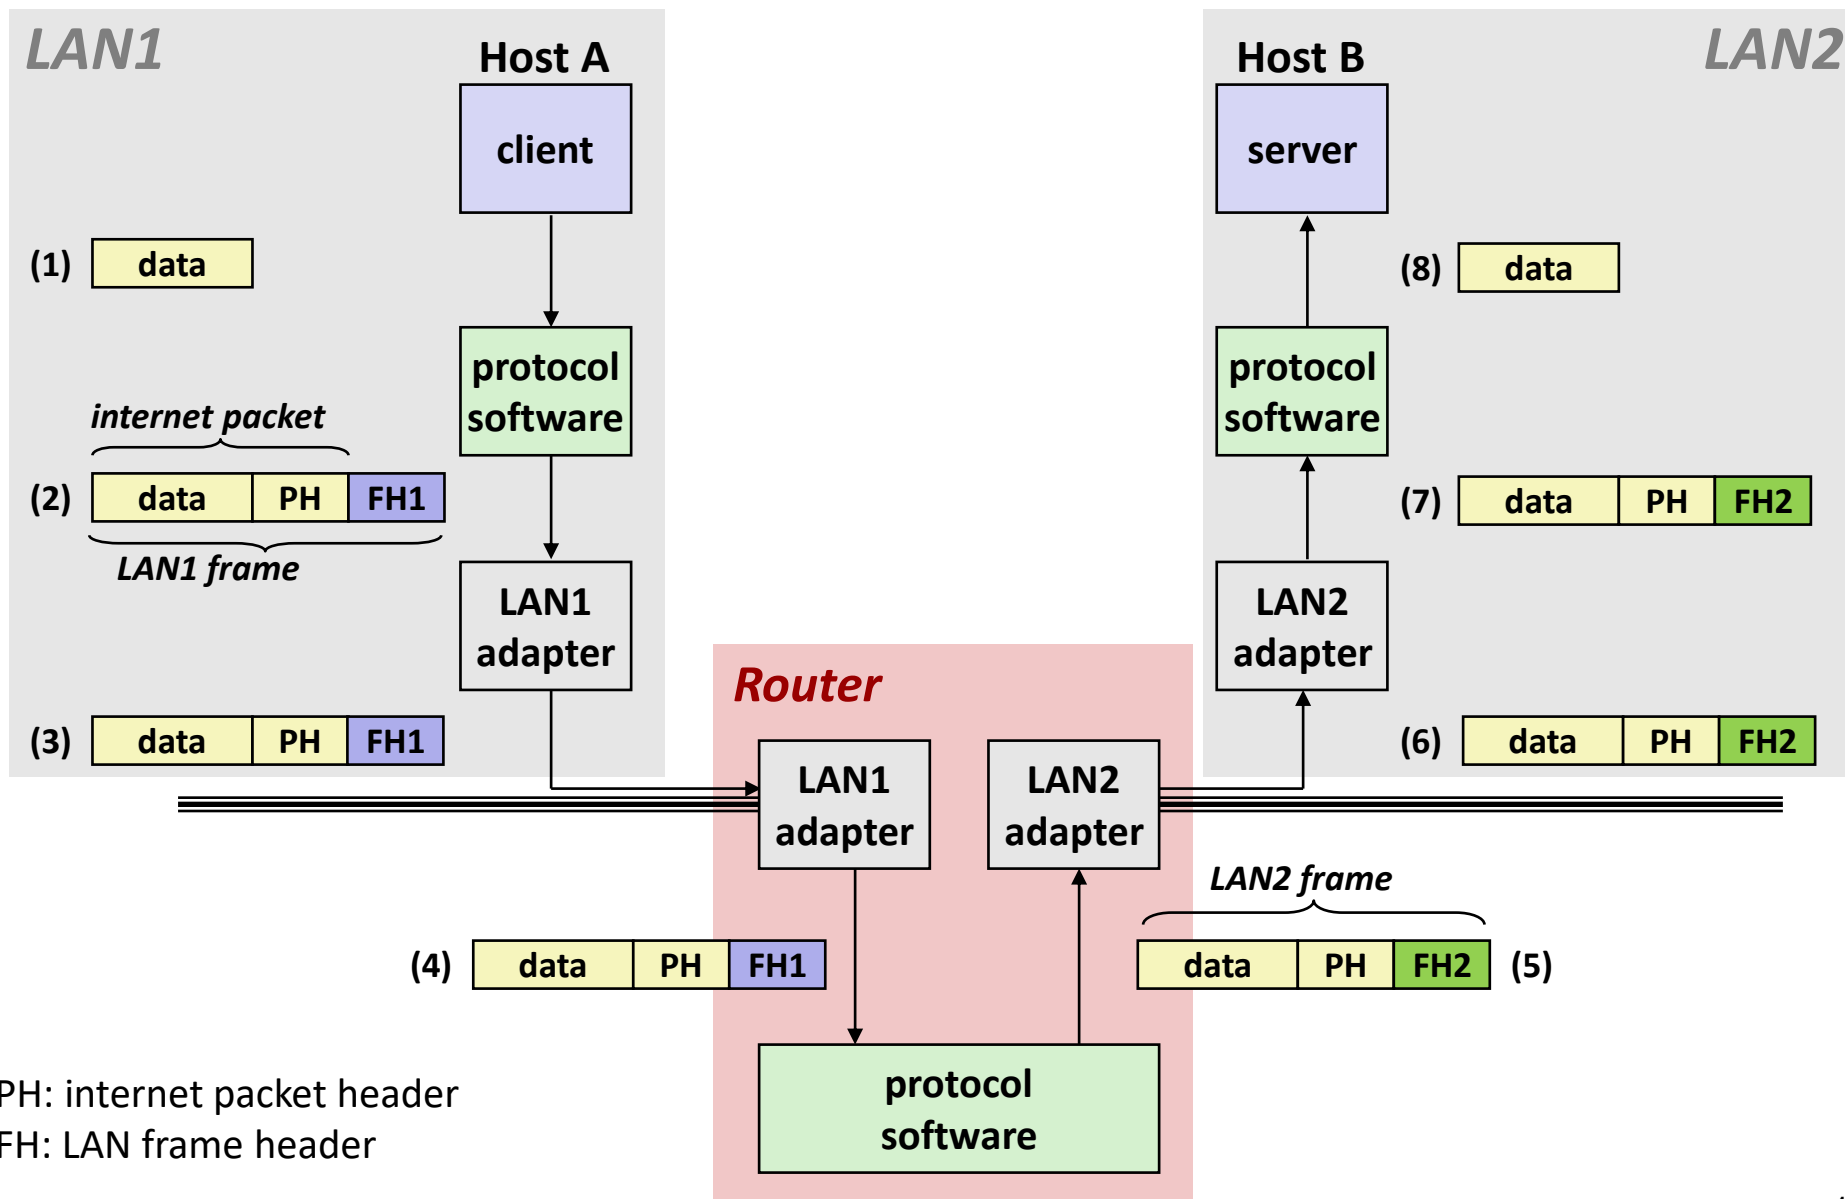 LAN1
Host A
client
(1) data
protocol
software
internet packet
(2) data PH FH1
LAN1 frame
LAN1
adapter
(3) data PH FH1
Host B
LAN2
server
(8) data
protocol
software
(7) data PH FH2
LAN2
adapter
(6) data PH FH2
Router
LAN1
adapter
LAN2
adapter
LAN2 frame
(4) data PH FH1
data PH FH2 (5)
protocol
software
PH: internet packet header
FH: LAN frame header